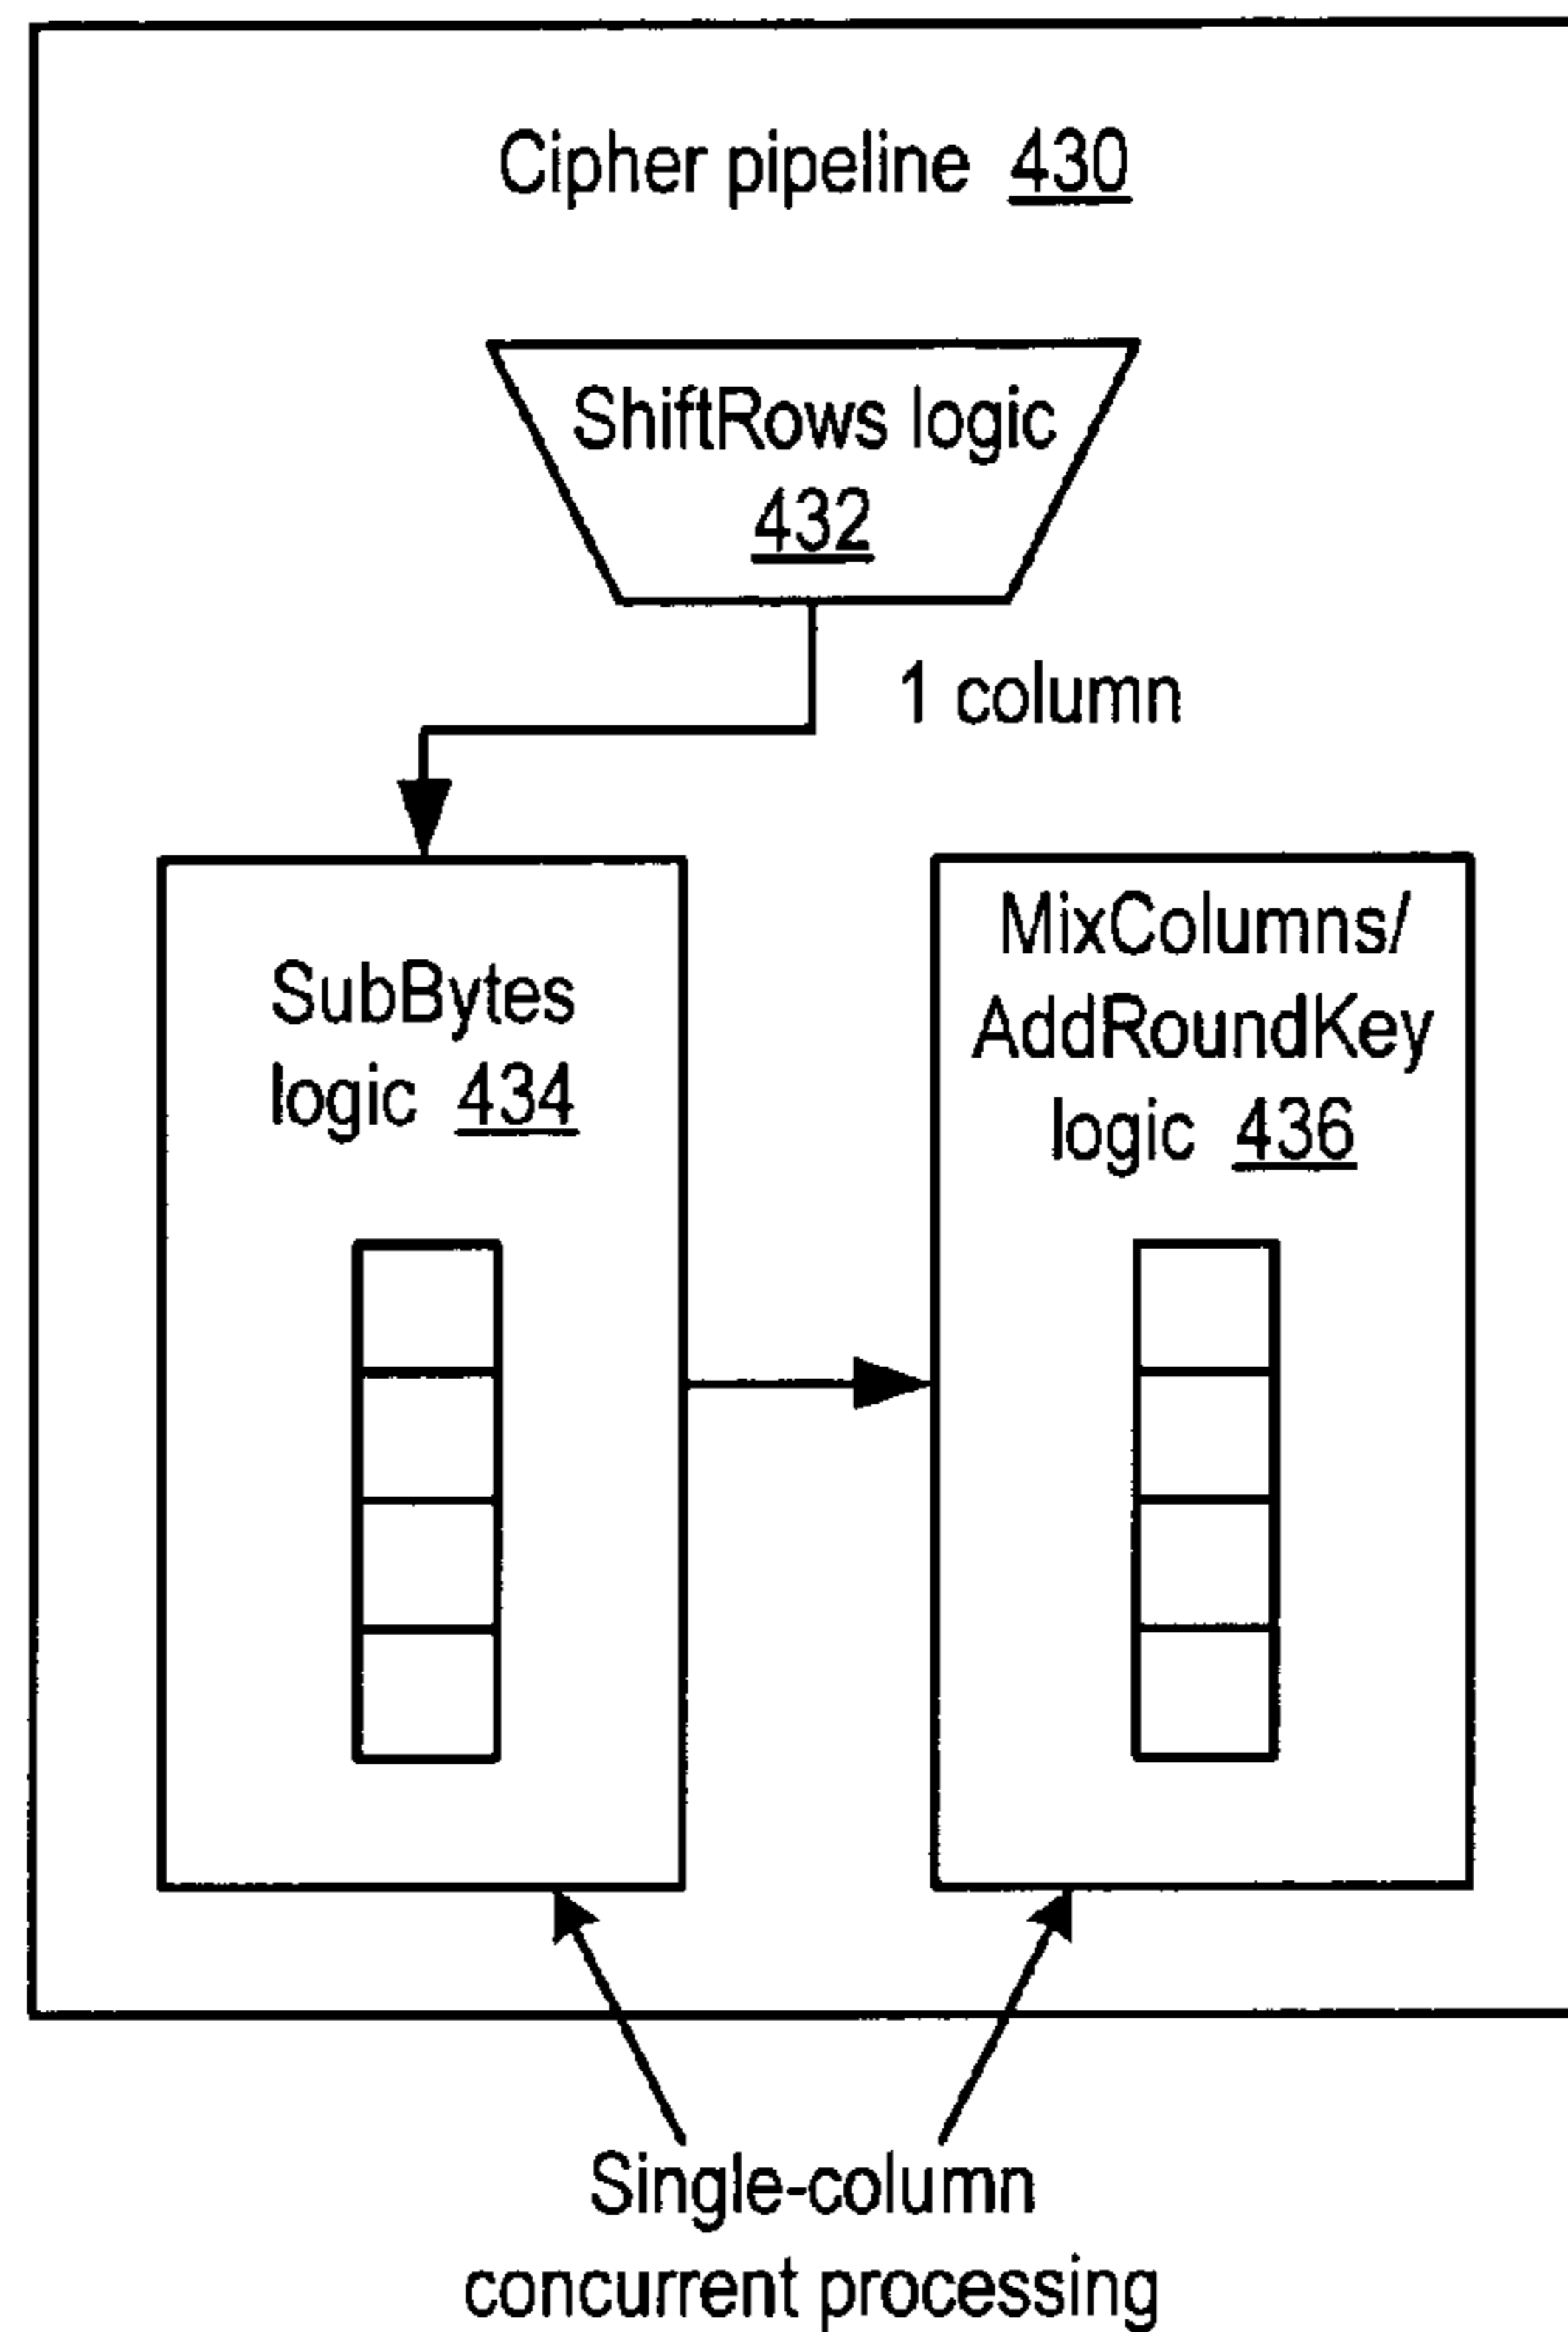 Cipher pipeline 430
ShiftRows logic
432
1 column
SubBytes
logic 434
MixColumns/
AddRoundKey
logic 436
Single-column
concurrent processing